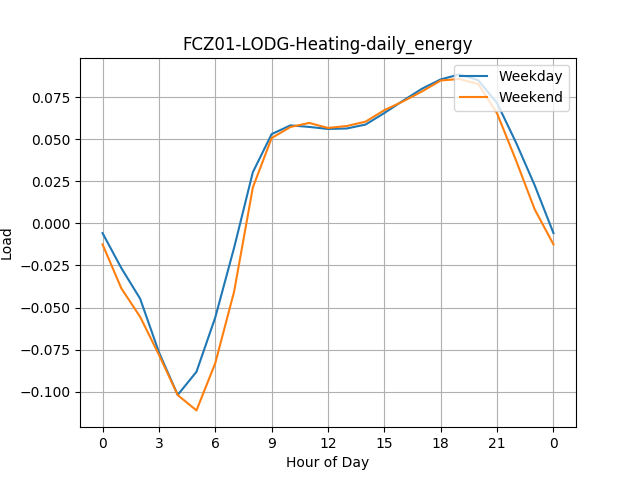 FCZ01-LODG-Heating-daily_energy
Weekday
Weekend
0.075
0.050
0.025
0.000
−0.025
−0.050
−0.075
−0.100
Load
0 3 6 9 12 15 18 21 0
Hour of Day